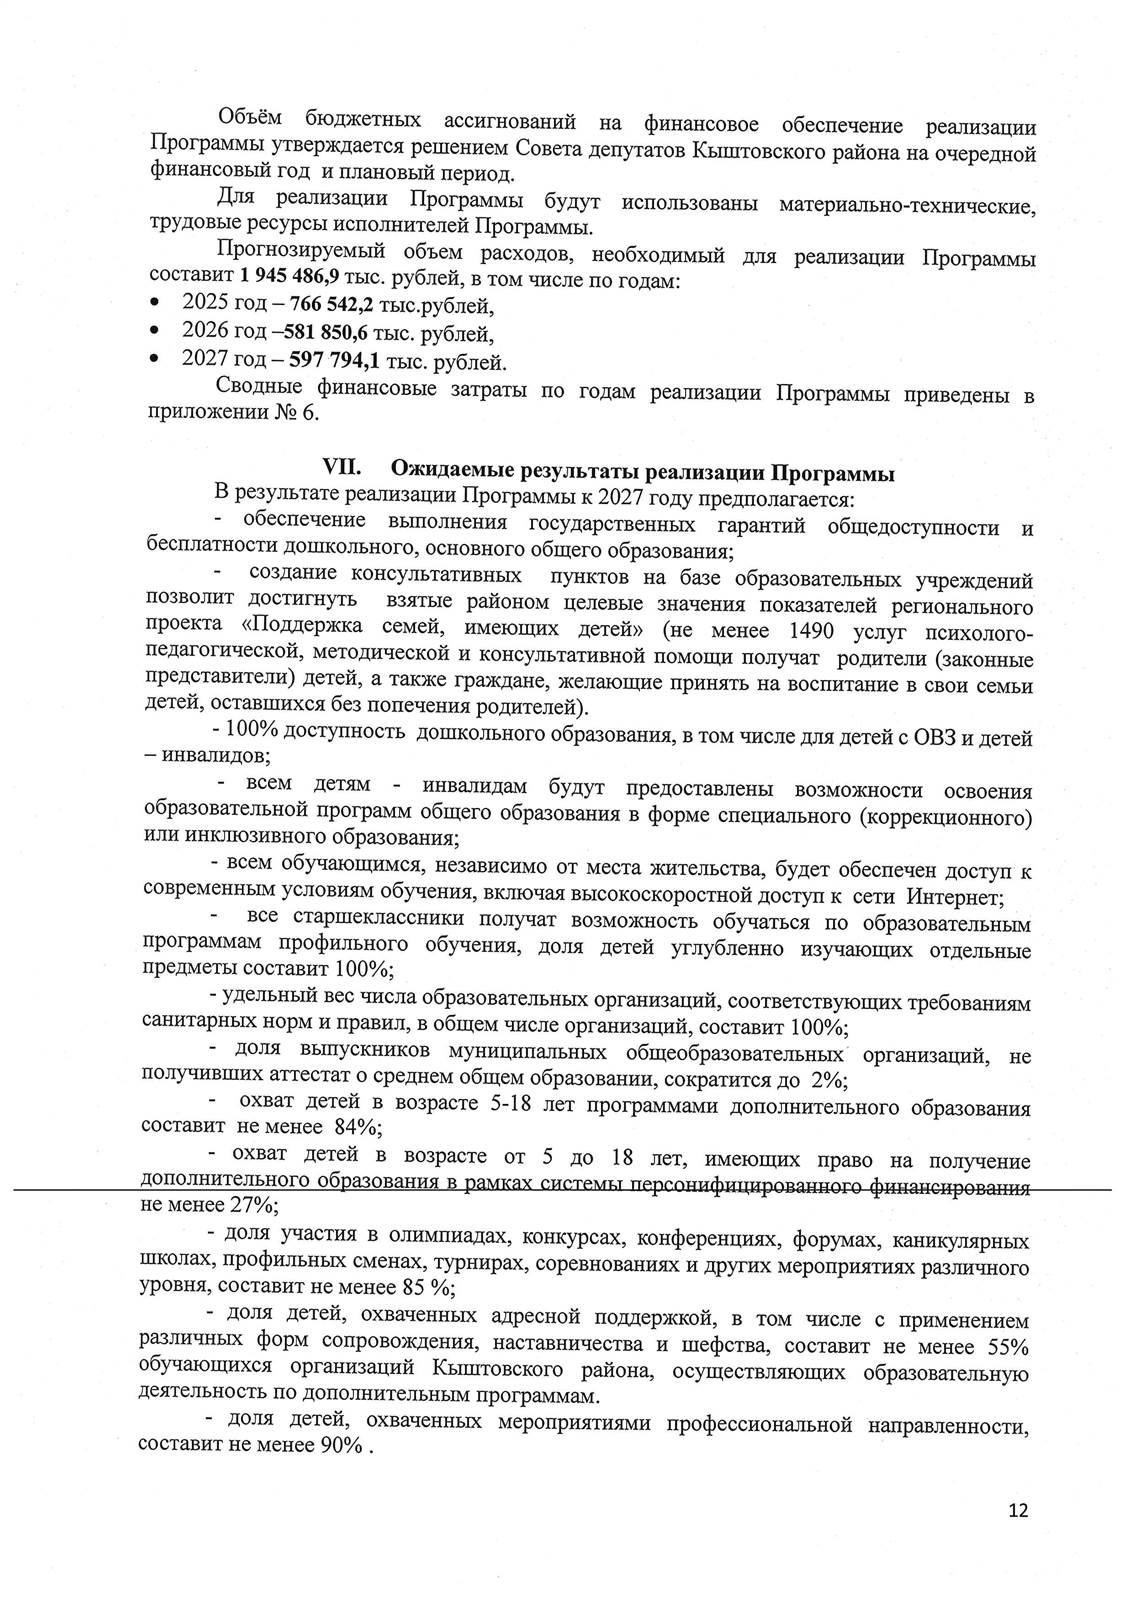 Объём бюджетных ассигнований на финансовое обеспечение реализации
Программы утверждается решением Совета депутатов Кыштовского района на очередной
финансовый год и плановый период.
Для реализации Программы будут использованы материально-технические,
трудовые ресурсы исполнителей Программы.
Прогнозируемый объем расходов, необходимый для реализации Программы
составит 1 945 486,9 тыс. рублей, в том числе по годам:
• 2025 год – 766 542,2 тыс.рублей,
• 2026 год –581 850,6 тыс. рублей,
• 2027 год – 597 794,1 тыс. рублей.
Сводные финансовые затраты по годам реализации Программы приведены в
приложении № 6.
VII. Ожидаемые результаты реализации Программы
В результате реализации Программы к 2027 году предполагается:
- обеспечение выполнения государственных гарантий общедоступности и
бесплатности дошкольного, основного общего образования;
- создание консультативных пунктов на базе образовательных учреждений
позволит достигнуть взятые районом целевые значения показателей регионального
проекта «Поддержка семей, имеющих детей» (не менее 1490 услуг психолого-
педагогической, методической и консультативной помощи получат родители (законные
представители) детей, а также граждане, желающие принять на воспитание в свои семьи
детей, оставшихся без попечения родителей).
- 100% доступность дошкольного образования, в том числе для детей с ОВЗ и детей
– инвалидов;
- всем детям - инвалидам будут предоставлены возможности освоения
образовательной программ общего образования в форме специального (коррекционного)
или инклюзивного образования;
- всем обучающимся, независимо от места жительства, будет обеспечен доступ к
современным условиям обучения, включая высокоскоростной доступ к сети Интернет;
- все старшеклассники получат возможность обучаться по образовательным
программам профильного обучения, доля детей углубленно изучающих отдельные
предметы составит 100%;
- удельный вес числа образовательных организаций, соответствующих требованиям
санитарных норм и правил, в общем числе организаций, составит 100%;
- доля выпускников муниципальных общеобразовательных организаций, не
получивших аттестат о среднем общем образовании, сократится до 2%;
- охват детей в возрасте 5-18 лет программами дополнительного образования
составит не менее 84%;
- охват детей в возрасте от 5 до 18 лет, имеющих право на получение
дополнительного образования в рамках системы персонифицированного финансирования
не менее 27%;
- доля участия в олимпиадах, конкурсах, конференциях, форумах, каникулярных
школах, профильных сменах, турнирах, соревнованиях и других мероприятиях различного
уровня, составит не менее 85 %;
- доля детей, охваченных адресной поддержкой, в том числе с применением
различных форм сопровождения, наставничества и шефства, составит не менее 55%
обучающихся организаций Кыштовского района, осуществляющих образовательную
деятельность по дополнительным программам.
- доля детей, охваченных мероприятиями профессиональной направленности,
составит не менее 90% .
12